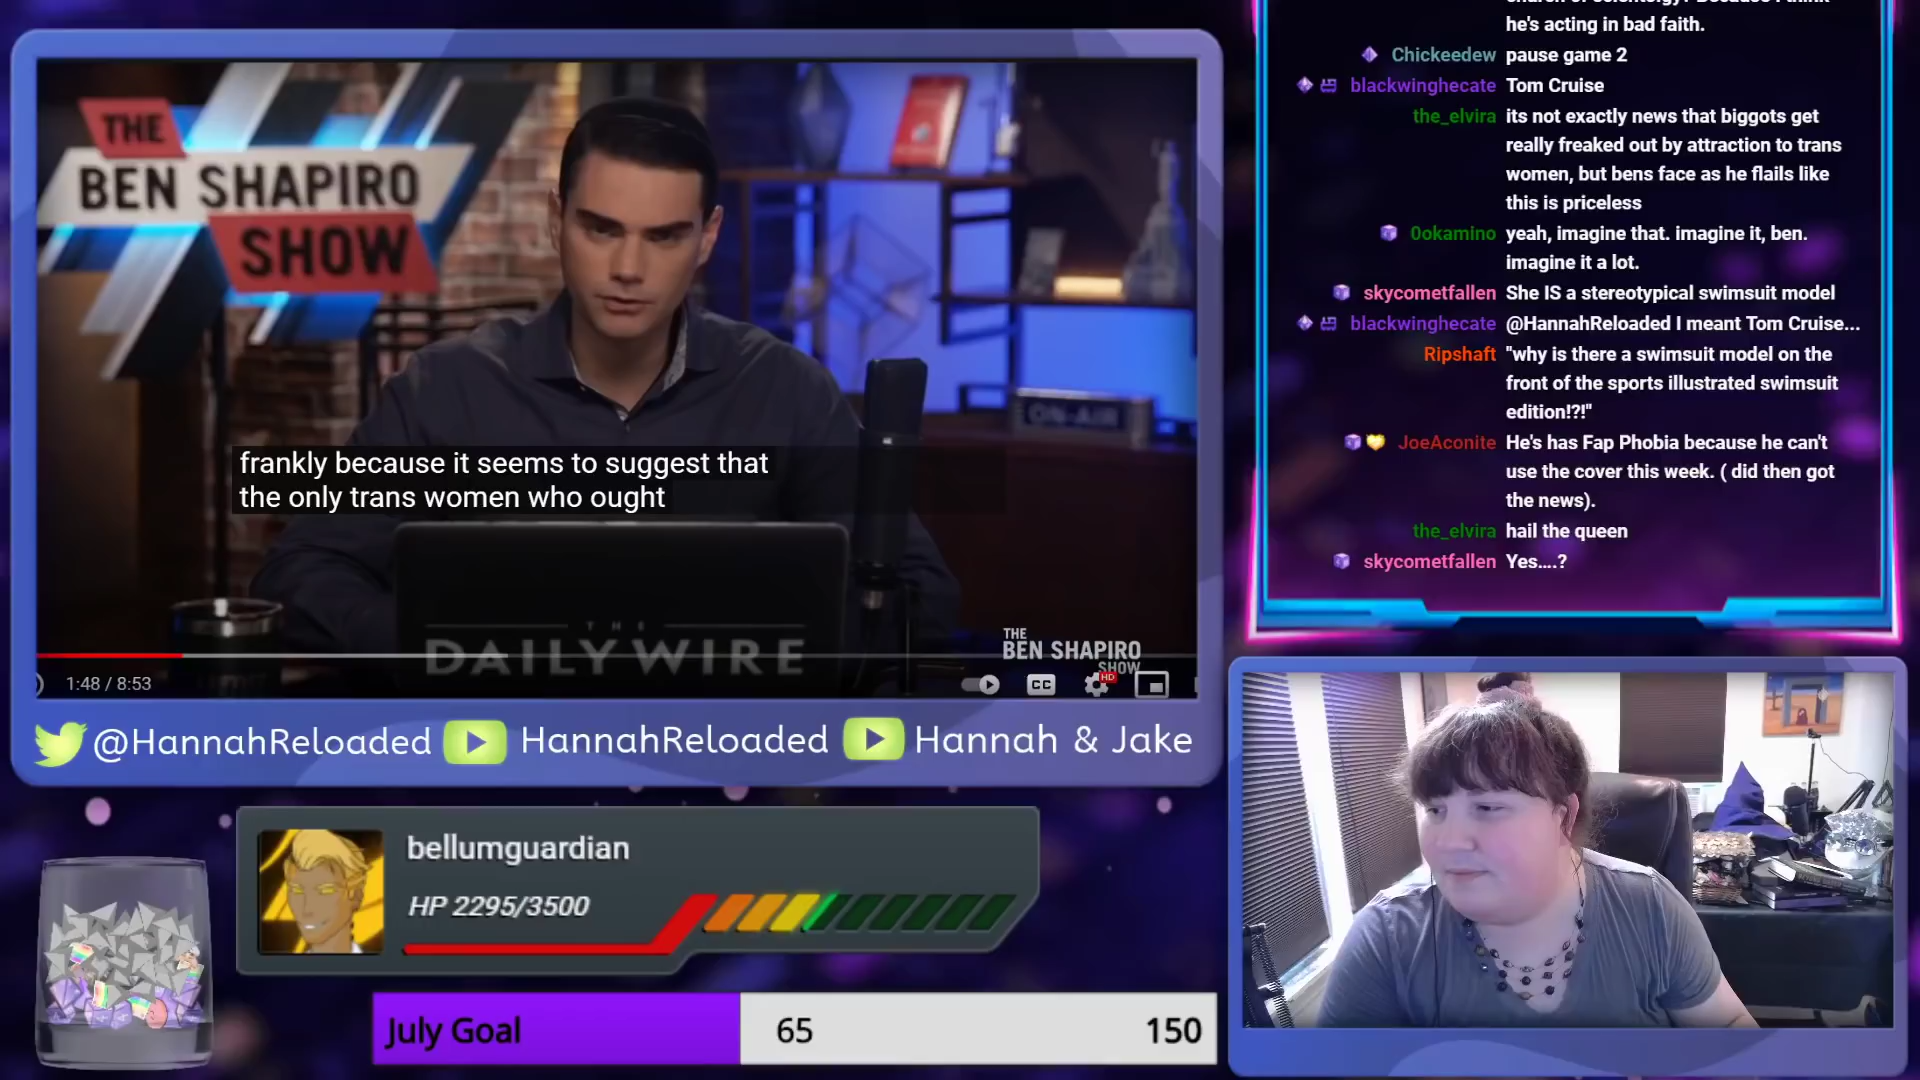 THE
BEN SHAPIRO
SHOW
ON-AIR
frankly because it seems to suggest that
the only trans women who ought
THE
DAILY WIRE
THE
BEN SHAPIRO
SHOW
1:48 / 8:53
CC
HD
@HannahReloaded
HannahReloaded
Hannah & Jake
bellumguardian
HP 2295/3500
July Goal
65
150
he's acting in bad faith.
Chickeedew pause game 2
blackwinghecate Tom Cruise
the_elvira its not exactly news that biggots get
really freaked out by attraction to trans
women, but bens face as he flails like
this is priceless
0okamino yeah, imagine that. imagine it, ben.
imagine it a lot.
skycometfallen She IS a stereotypical swimsuit model
blackwinghecate @HannahReloaded I meant Tom Cruise...
Ripshaft "why is there a swimsuit model on the
front of the sports illustrated swimsuit
edition!?!"
JoeAconite He's has Fap Phobia because he can't
use the cover this week. ( did then got
the news).
the_elvira hail the queen
skycometfallen Yes....?